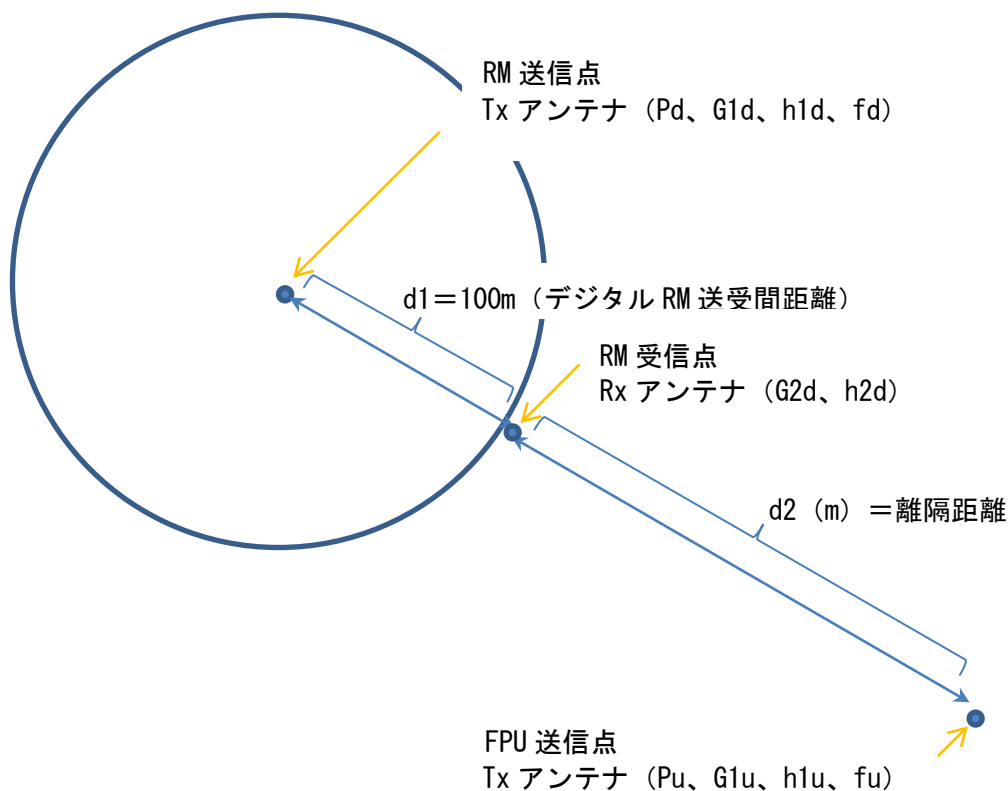 RM 送信点
Tx アンテナ（Pd、G1d、h1d、fd）
d1＝100m（デジタル RM 送受間距離）
RM 受信点
Rx アンテナ（G2d、h2d）
d2（m）＝離隔距離
FPU 送信点
Tx アンテナ（Pu、G1u、h1u、fu）